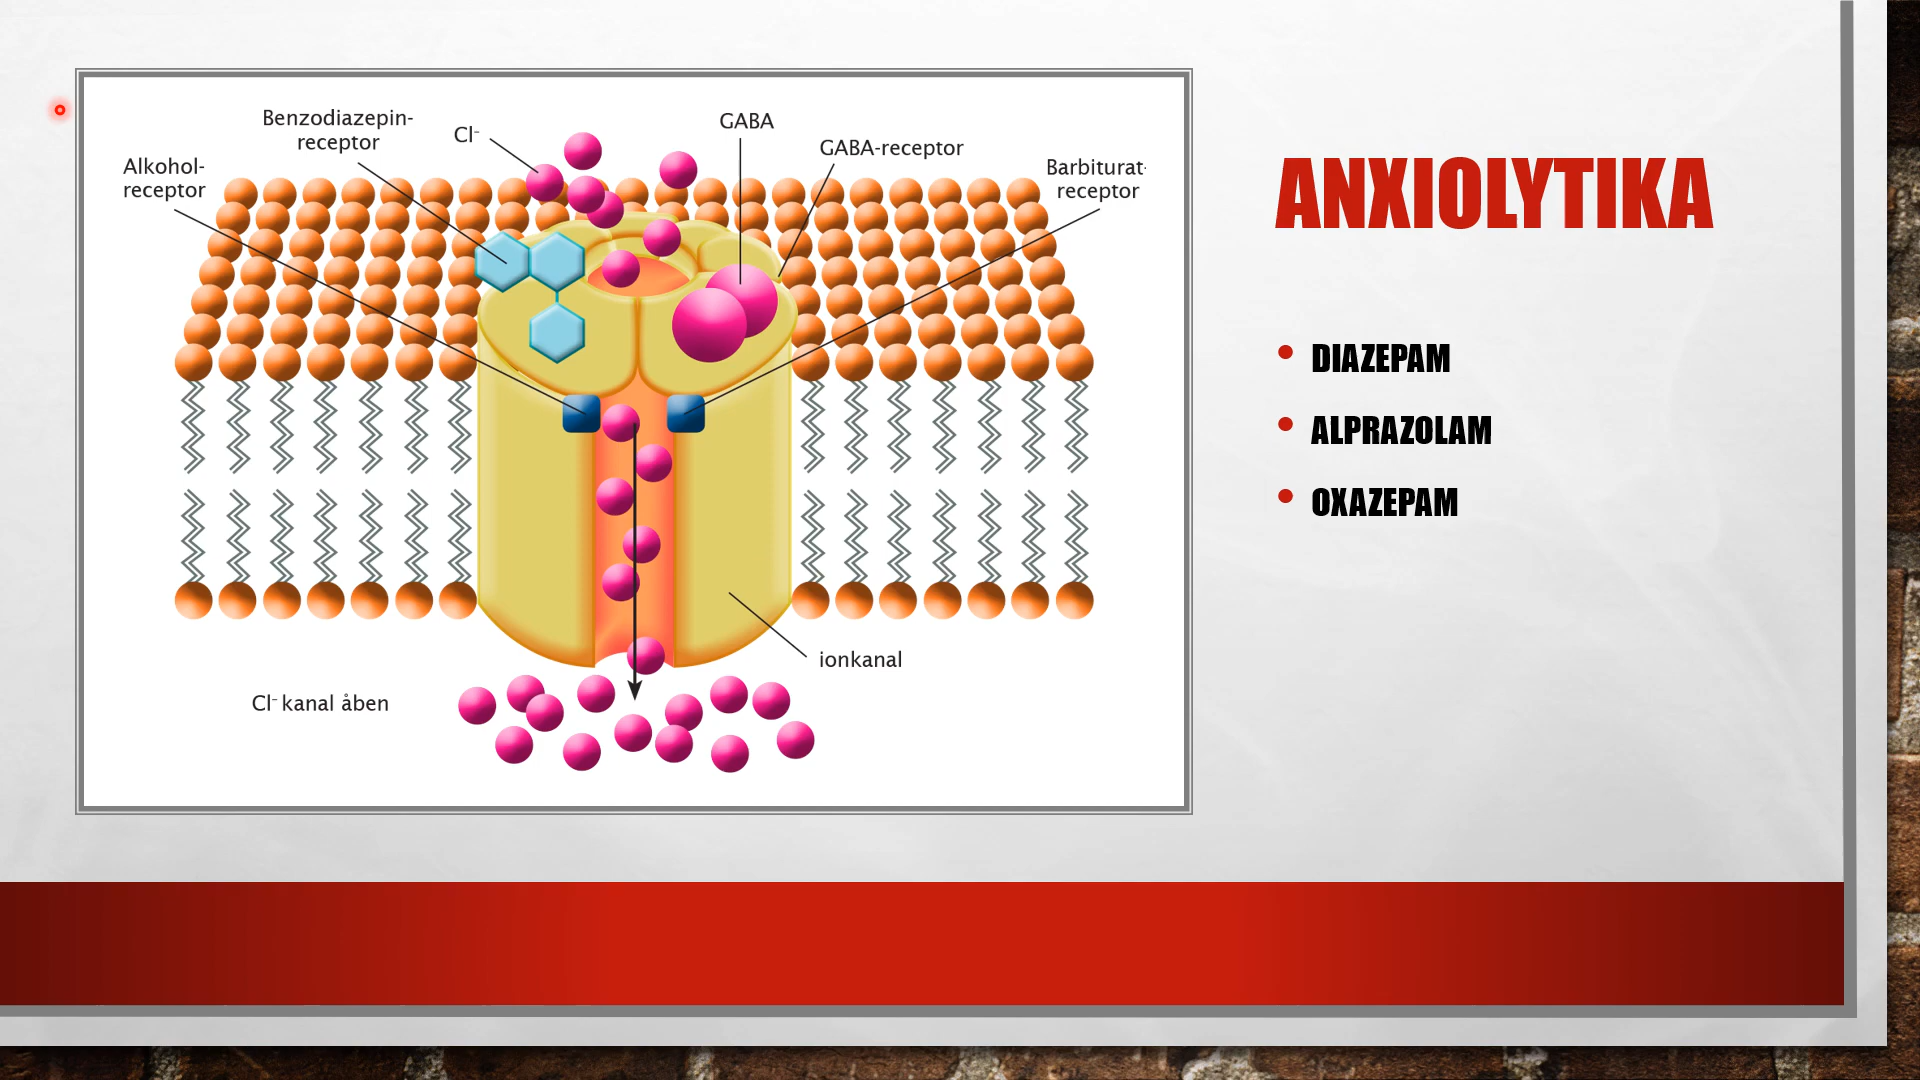 Benzodiazepin-
receptor
Cl⁻
GABA
GABA-receptor
Alkohol-
receptor
Barbiturat-
receptor
ionkanal
Cl⁻ kanal åben
ANXIOLYTIKA
• DIAZEPAM
• ALPRAZOLAM
• OXAZEPAM